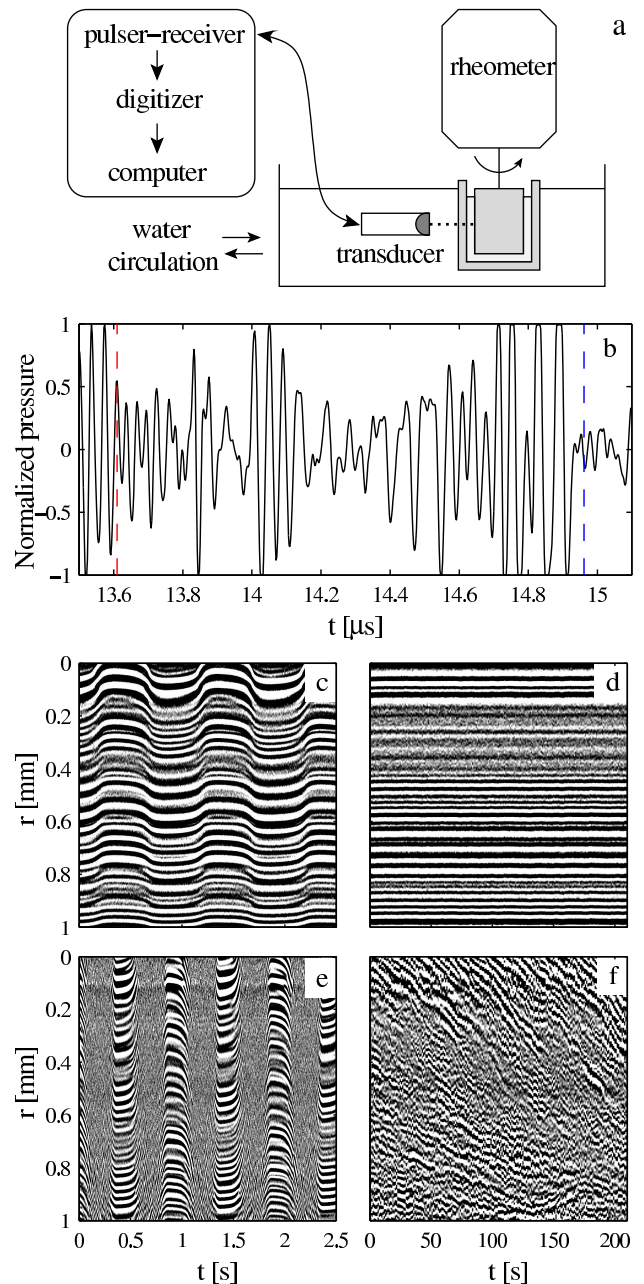 a
pulser–receiver
digitizer
computer
rheometer
water
circulation
transducer
b
Normalized pressure
1
0.5
0
−0.5
−1
13.6 13.8 14 14.2 14.4 14.6 14.8 15
t [μs]
c
d
r [mm]
0
0.2
0.4
0.6
0.8
1
e
f
r [mm]
0
0.2
0.4
0.6
0.8
1
0 0.5 1 1.5 2 2.5
t [s]
0 50 100 150 200
t [s]